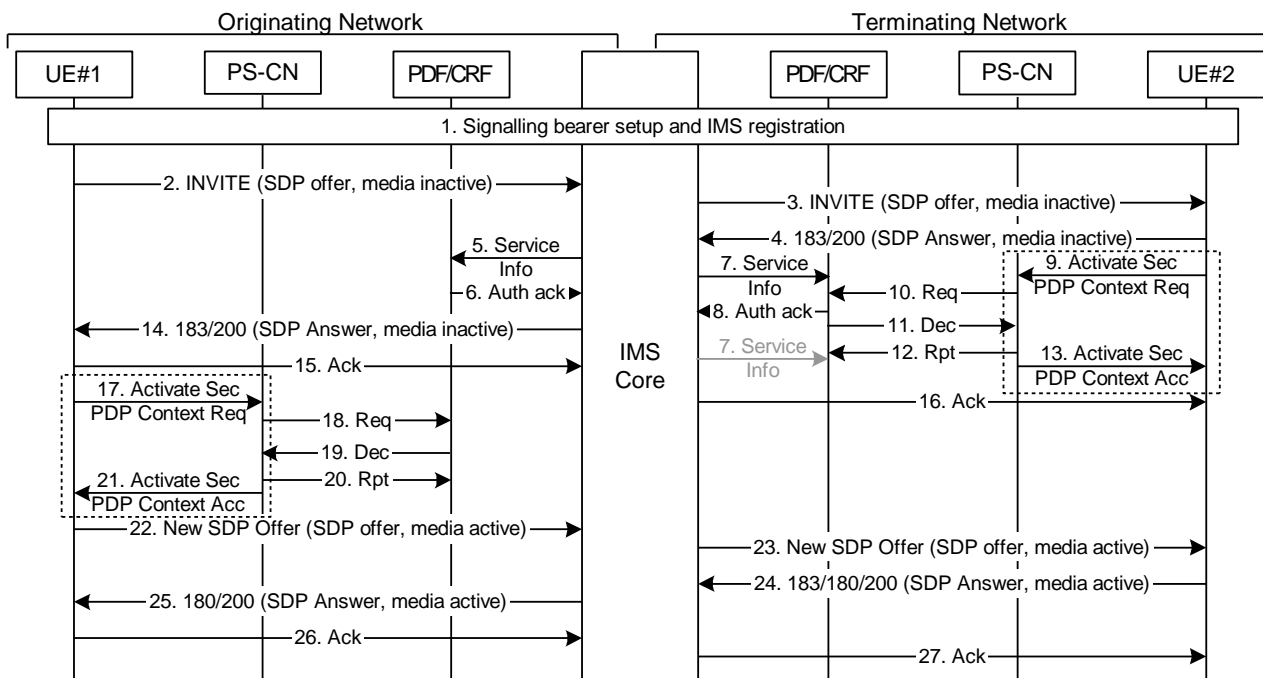 Originating Network
Terminating Network
UE#1
PS-CN
PDF/CRF
PDF/CRF
PS-CN
UE#2
1. Signalling bearer setup and IMS registration
2. INVITE (SDP offer, media inactive)
3. INVITE (SDP offer, media inactive)
4. 183/200 (SDP Answer, media inactive)
5. Service
Info
7. Service
Info
9. Activate Sec
PDP Context Req
6. Auth ack
10. Req
8. Auth ack
11. Dec
14. 183/200 (SDP Answer, media inactive)
IMS
Core
7. Service
Info
12. Rpt
13. Activate Sec
PDP Context Acc
15. Ack
17. Activate Sec
PDP Context Req
16. Ack
18. Req
19. Dec
21. Activate Sec
PDP Context Acc
20. Rpt
22. New SDP Offer (SDP offer, media active)
23. New SDP Offer (SDP offer, media active)
24. 183/180/200 (SDP Answer, media active)
25. 180/200 (SDP Answer, media active)
26. Ack
27. Ack